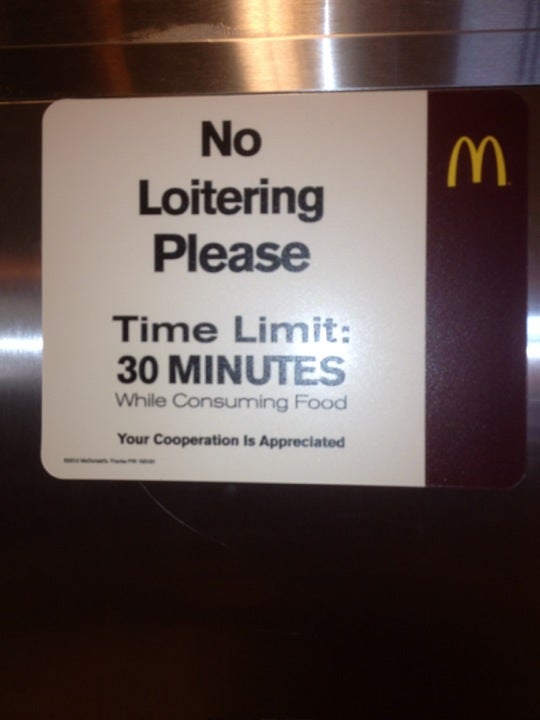 No
Loitering
Please
Time Limit:
30 MINUTES
While Consuming Food
Your Cooperation Is Appreciated
M